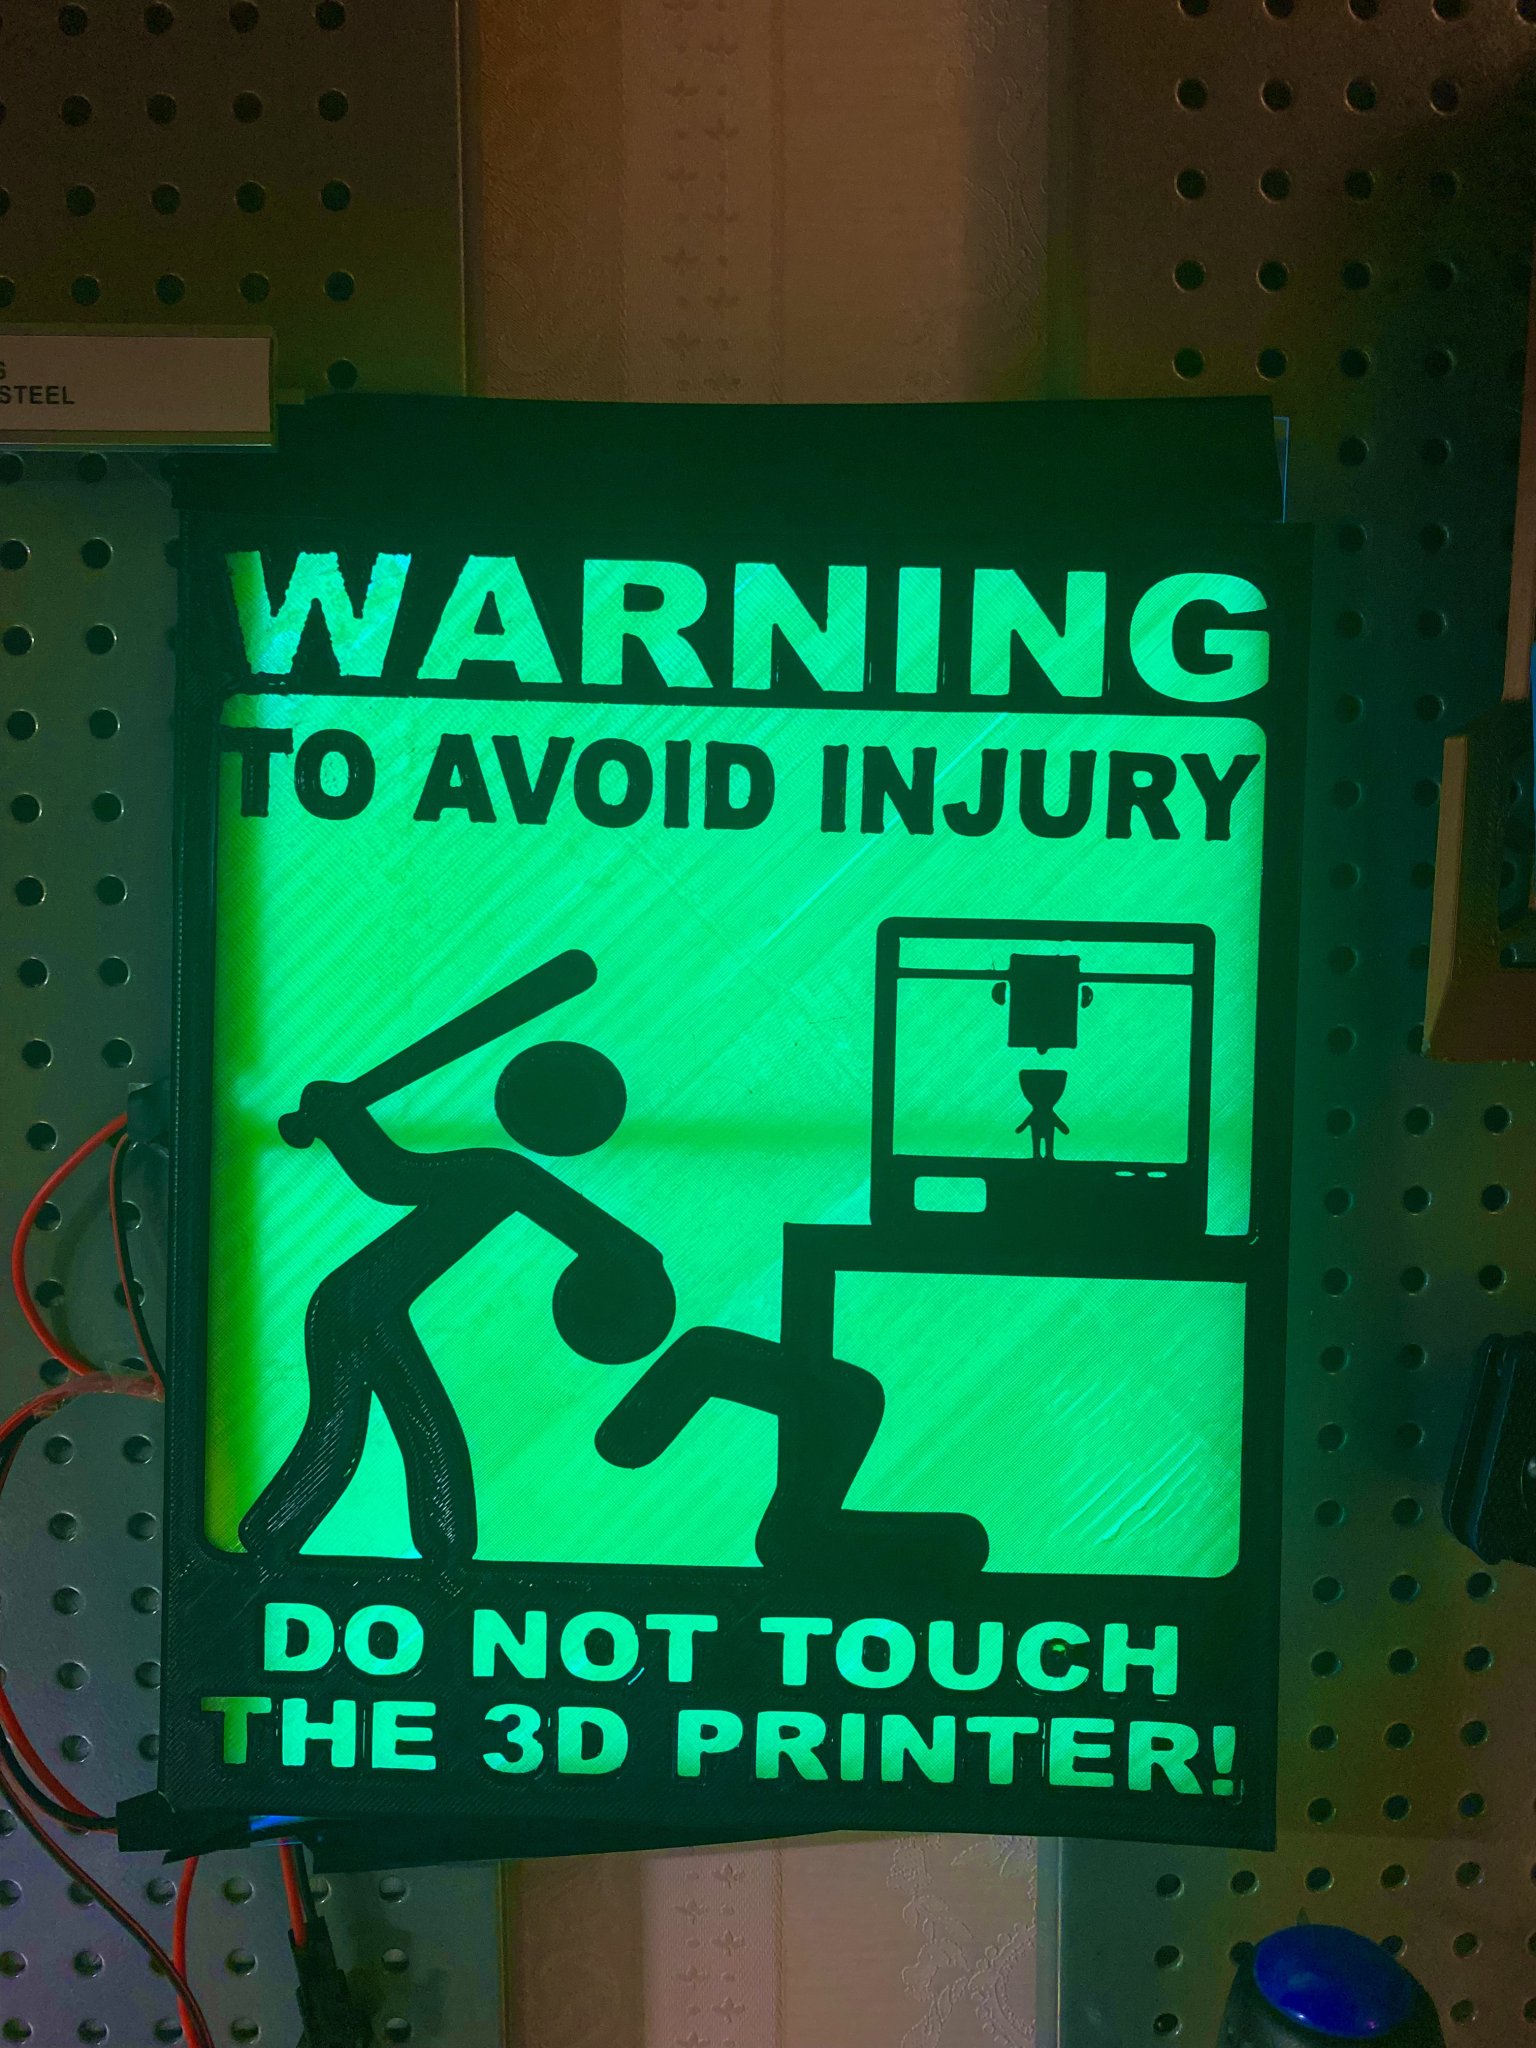 STEEL
WARNING
TO AVOID INJURY
DO NOT TOUCH
THE 3D PRINTER!